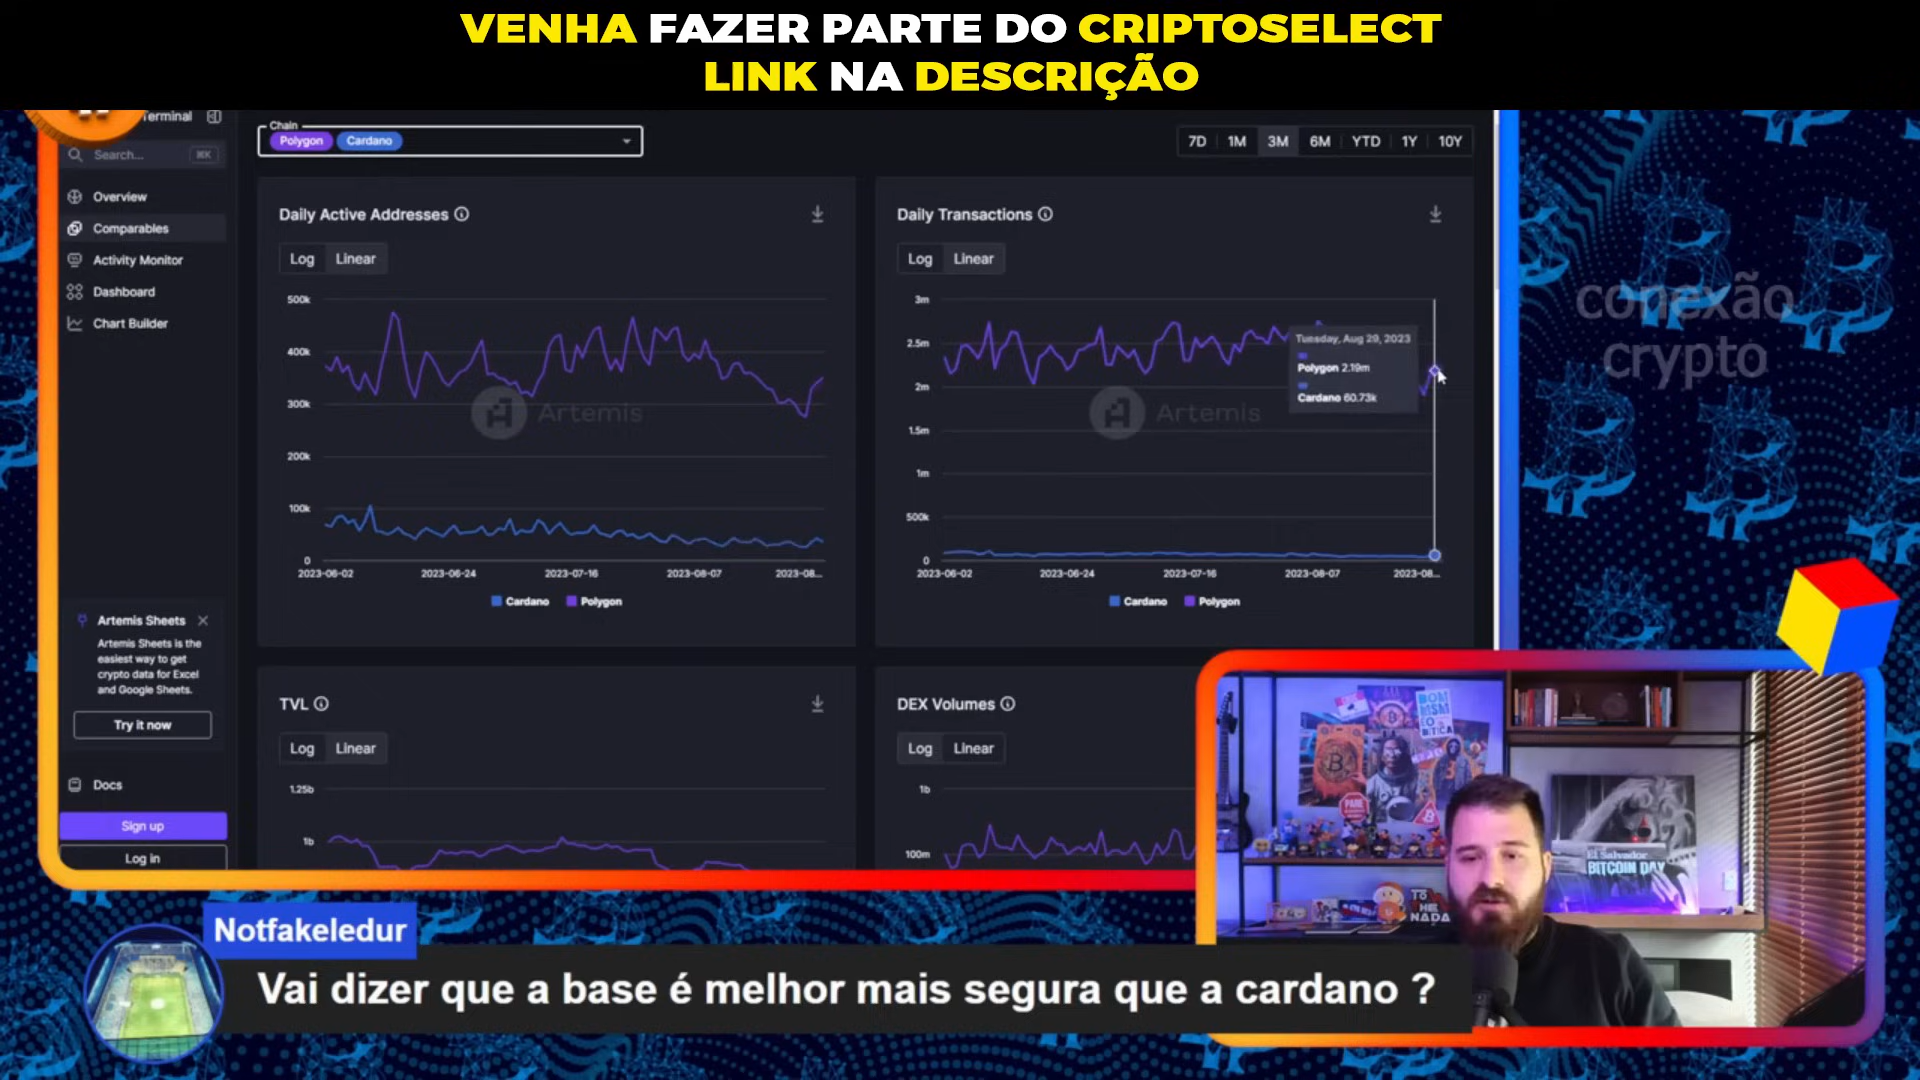 VENHA FAZER PARTE DO CRIPTOSELECT
LINK NA DESCRIÇÃO
Terminal
Search...
⌘K
Overview
Comparables
Activity Monitor
Dashboard
Chart Builder
Artemis Sheets
Artemis Sheets is the
easiest way to get
crypto data for Excel
and Google Sheets.
Try it now
Docs
Sign up
Log in
Chain
Polygon Cardano
7D 1M 3M 6M YTD 1Y 10Y
Daily Active Addresses
Log Linear
500k
400k
300k
200k
100k
0
2023-06-02 2023-06-24 2023-07-16 2023-08-07 2023-08...
Artemis
Cardano Polygon
Daily Transactions
Log Linear
3m
2.5m
2m
1.5m
1m
500k
0
2023-06-02 2023-06-24 2023-07-16 2023-08-07 2023-08...
Artemis
Tuesday, Aug 29, 2023
Polygon 2.19m
Cardano 60.73k
Cardano Polygon
TVL
Log Linear
1.25b
1b
DEX Volumes
Log Linear
1b
100m
conexão
crypto
PARE
El Salvador
BITCOIN DAY
Notfakeledur
Vai dizer que a base é melhor mais segura que a cardano ?